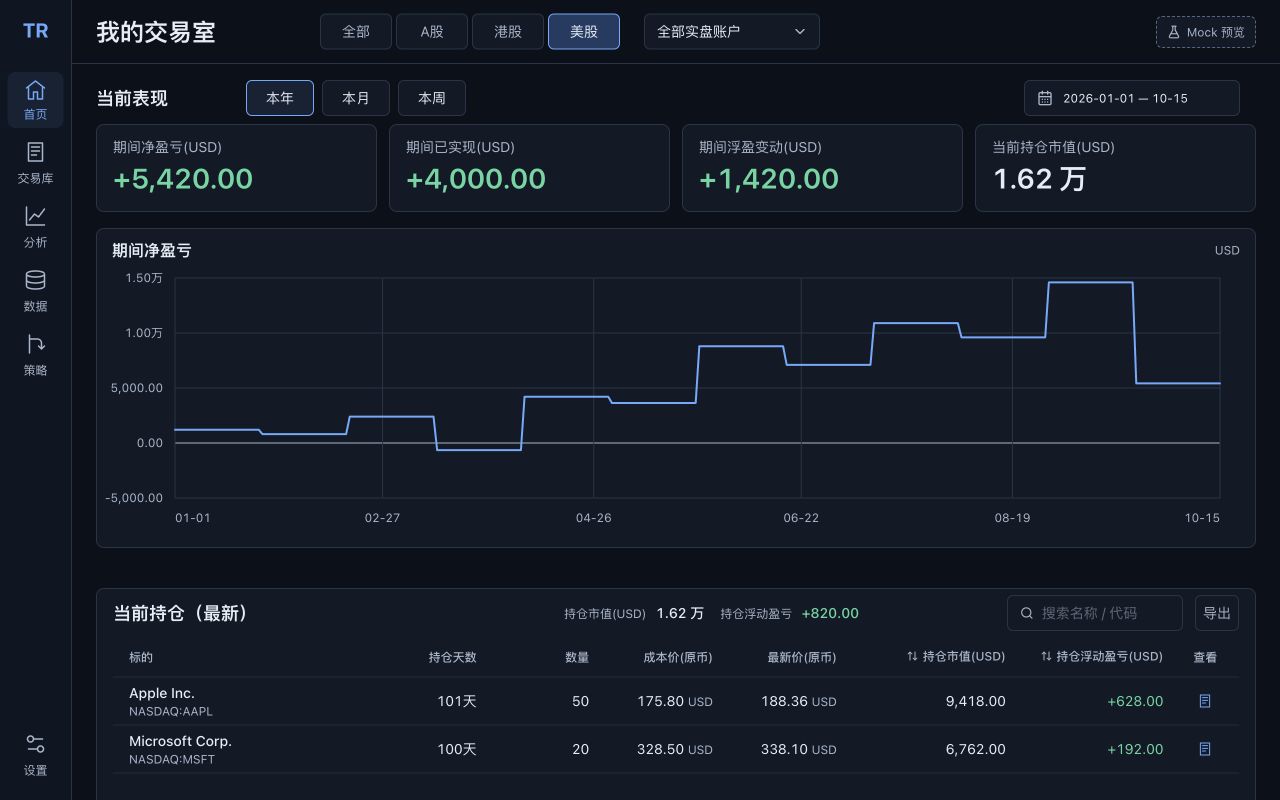 TR
我的交易室
全部
A股
港股
美股
全部实盘账户
Mock 预览
首页
交易库
分析
数据
策略
设置
当前表现
本年
本月
本周
2026-01-01 — 10-15
期间净盈亏(USD)
+5,420.00
期间已实现(USD)
+4,000.00
期间浮盈变动(USD)
+1,420.00
当前持仓市值(USD)
1.62 万
期间净盈亏
USD
1.50万
1.00万
5,000.00
0.00
-5,000.00
01-01
02-27
04-26
06-22
08-19
10-15
当前持仓（最新）
持仓市值(USD) 1.62 万
持仓浮动盈亏 +820.00
搜索名称 / 代码
导出
标的
持仓天数
数量
成本价(原币)
最新价(原币)
持仓市值(USD)
持仓浮动盈亏(USD)
查看
Apple Inc.
NASDAQ:AAPL
101天
50
175.80 USD
188.36 USD
9,418.00
+628.00
Microsoft Corp.
NASDAQ:MSFT
100天
20
328.50 USD
338.10 USD
6,762.00
+192.00